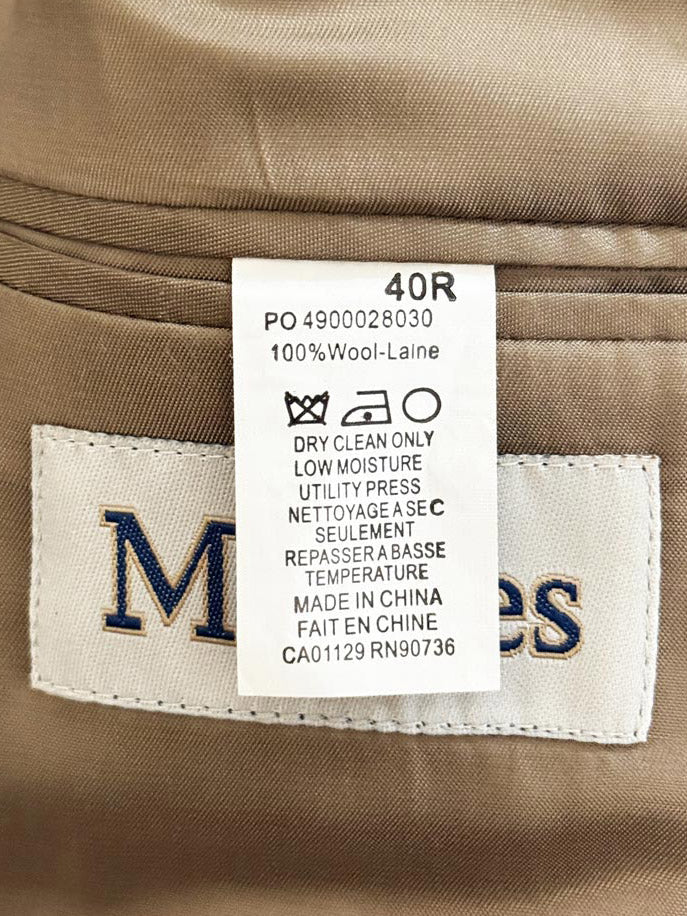 40R
PO 4900028030
100%Wool-Laine
DRY CLEAN ONLY
LOW MOISTURE
UTILITY PRESS
NETTOYAGE A SEC
SEULEMENT
REPASSER A BASSE
TEMPERATURE
MADE IN CHINA
FAIT EN CHINE
CA01129 RN90736